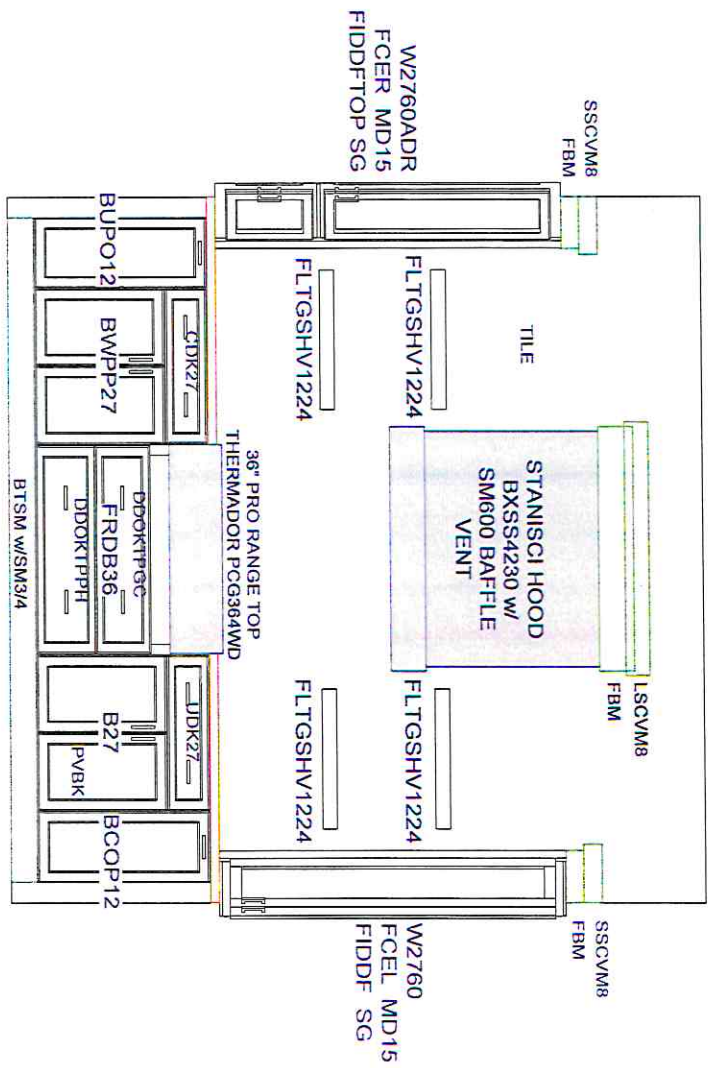 SSCVM8
FBM
W2760ADR
FCER MD15
FIDDFTOP SG
TILE
FLTGSHV1224
FLTGSHV1224
LSCVM8
FBM
STANISCI HOOD
BXSS4230 w/
SM600 BAFFLE
VENT
FLTGSHV1224
FLTGSHV1224
SSCVM8
FBM
W2760
FCEL MD15
FIDDF SG
36" PRO RANGE TOP
THERMADOR PCG364WD
BUPO12
CDK27
BWPP27
DDOKTPGC
FRDB36
DDOKTPPH
UDK27
B27
PVBK
BCOP12
BTSM w/SM3/4